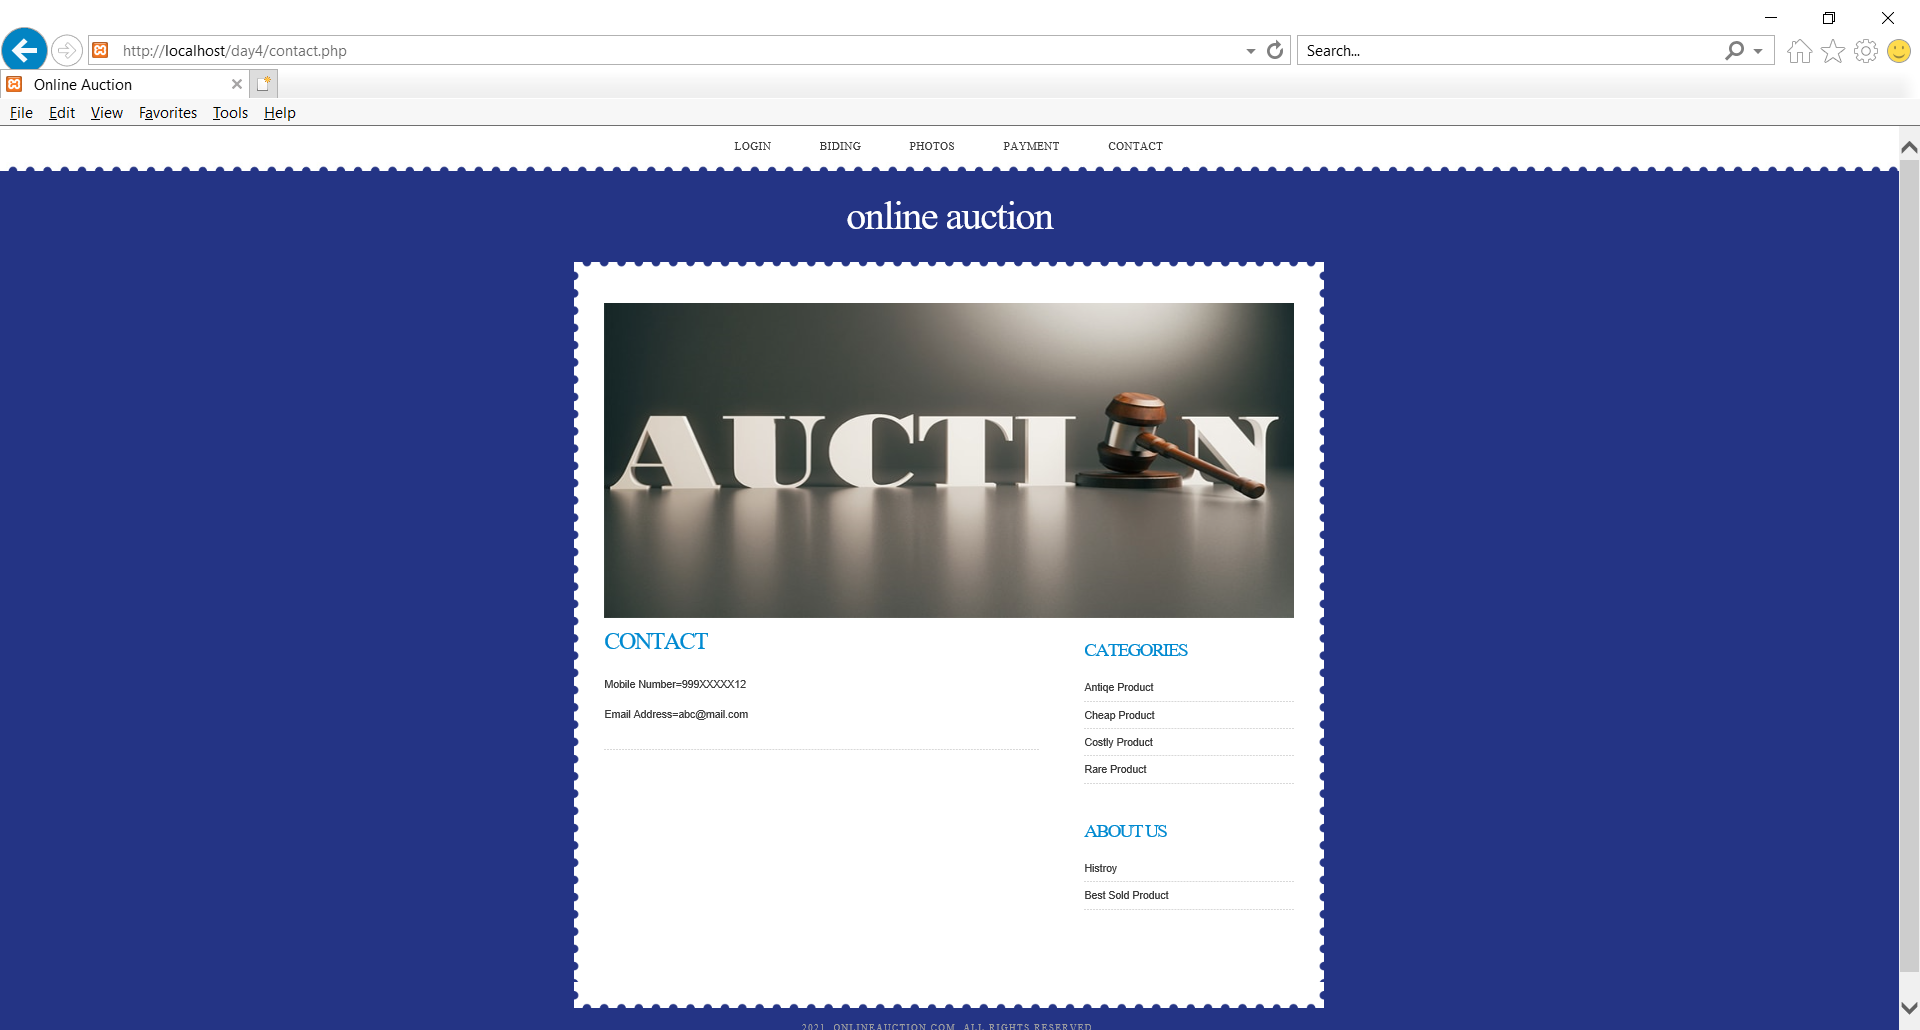 http://localhost/day4/contact.php
Search...
Online Auction
File Edit View Favorites Tools Help
LOGIN BIDING PHOTOS PAYMENT CONTACT
online auction
AUCTI N
CONTACT
Mobile Number=999XXXXX12
Email Address=abc@mail.com
CATEGORIES
Antiqe Product
Cheap Product
Costly Product
Rare Product
ABOUT US
Histroy
Best Sold Product
2021. ONLINEAUCTION.COM. ALL RIGHTS RESERVED